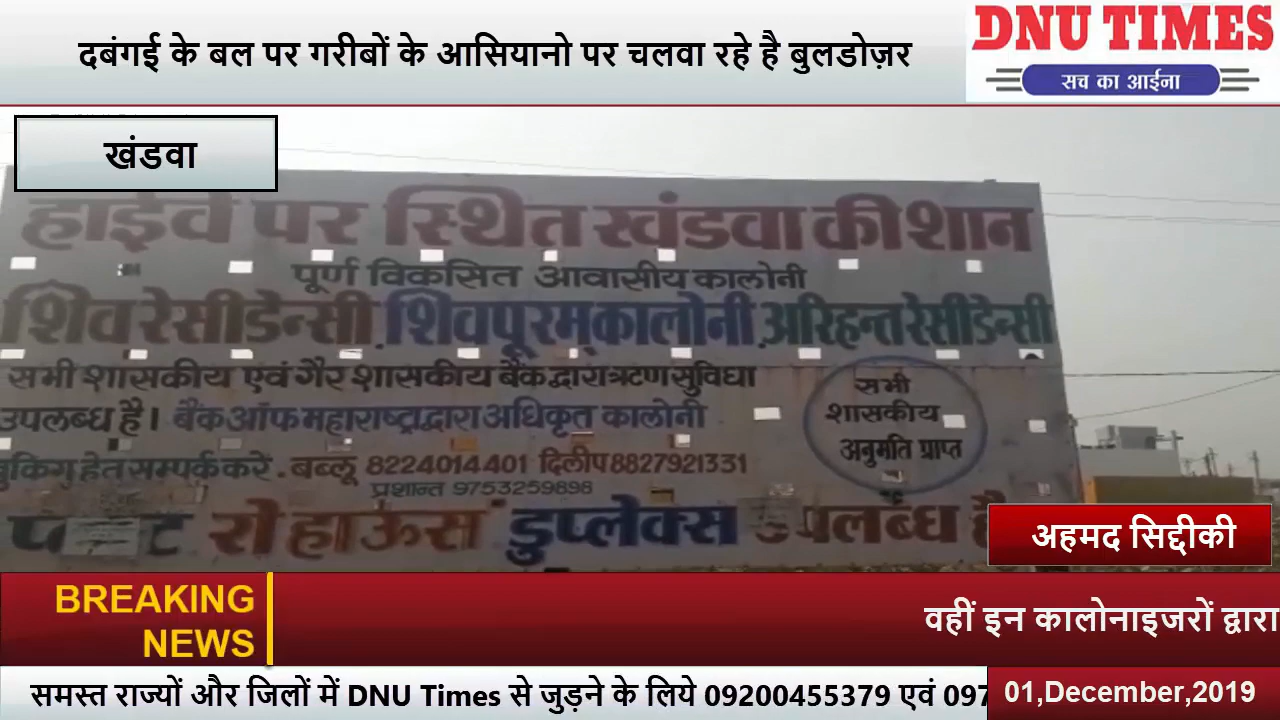 दबंगई के बल पर गरीबों के आसियानो पर चलवा रहे है बुलडोज़र
DNU TIMES
सच का आईना
खंडवा
हाईवे पर स्थित खंडवा की शान
पूर्ण विकसित आवासीय कालोनी
शिव रेसीडेन्सी. शिवपूरम् कालोनी. अरिहन्त रेसीडेन्सी
सभी शासकीय एवं गैर शासकीय बैंक द्वारा ऋण सुविधा
उपलब्ध है। बैंक ऑफ महाराष्ट्रा द्वारा अधिकृत कालोनी
सभी
शासकीय
अनुमति प्राप्त
सम्पर्क करे. बब्लू 8224014401 दिलीप 8827921331
प्रशान्त 9753259898
रो हाऊस डुप्लेक्स
अहमद सिद्दीकी
BREAKING
NEWS
वहीं इन कालोनाइजरों द्वारा
समस्त राज्यों और जिलों में DNU Times से जुड़ने के लिये 09200455379 एवं 097
01,December,2019